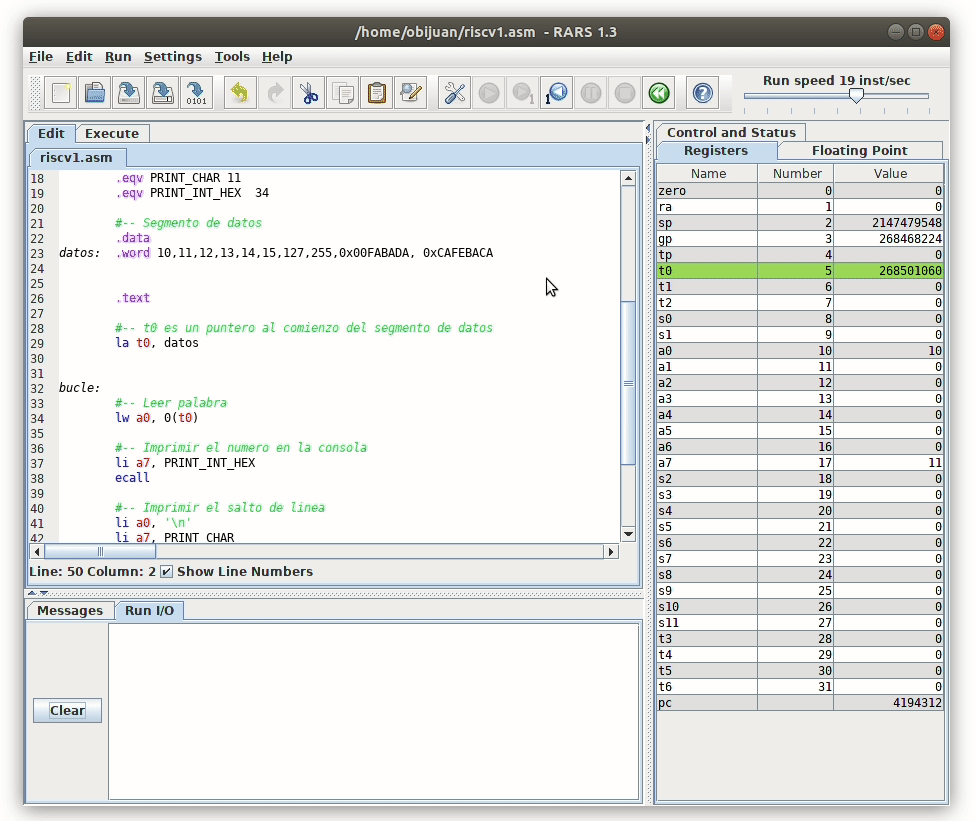 /home/obijuan/riscv1.asm - RARS 1.3
File Edit Run Settings Tools Help
0101
1
1
Run speed 19 inst/sec
Edit Execute
riscv1.asm
18 .eqv PRINT_CHAR 11
19 .eqv PRINT_INT_HEX 34
20
21 #-- Segmento de datos
22 .data
23 datos: .word 10,11,12,13,14,15,127,255,0x00FABADA, 0xCAFEBACA
24
25
26 .text
27
28 #-- t0 es un puntero al comienzo del segmento de datos
29 la t0, datos
30
31
32 bucle:
33 #-- Leer palabra
34 lw a0, 0(t0)
35
36 #-- Imprimir el numero en la consola
37 li a7, PRINT_INT_HEX
38 ecall
39
40 #-- Imprimir el salto de linea
41 li a0, '\n'
42 li a7, PRINT_CHAR
Line: 50 Column: 2 Show Line Numbers
Messages Run I/O
Clear
Control and Status
Registers Floating Point
Name Number Value
zero 0 0
ra 1 0
sp 2 2147479548
gp 3 268468224
tp 4 0
t0 5 268501060
t1 6 0
t2 7 0
s0 8 0
s1 9 0
a0 10 10
a1 11 0
a2 12 0
a3 13 0
a4 14 0
a5 15 0
a6 16 0
a7 17 11
s2 18 0
s3 19 0
s4 20 0
s5 21 0
s6 22 0
s7 23 0
s8 24 0
s9 25 0
s10 26 0
s11 27 0
t3 28 0
t4 29 0
t5 30 0
t6 31 0
pc 4194312